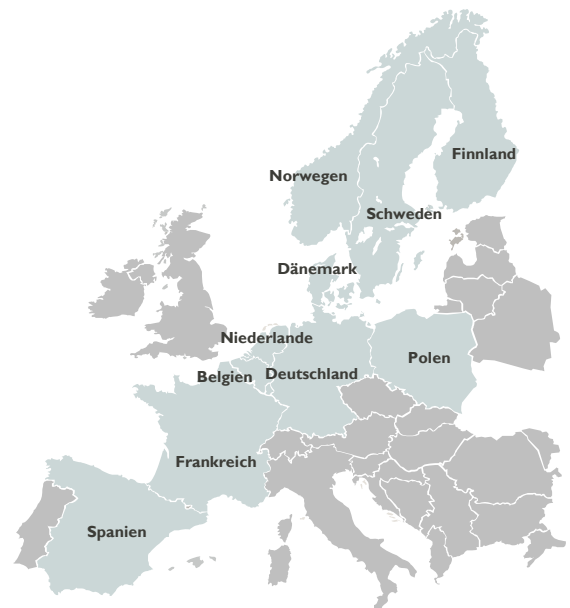 Finnland
Norwegen
Schweden
Dänemark
Niederlande
Polen
Belgien
Deutschland
Frankreich
Spanien